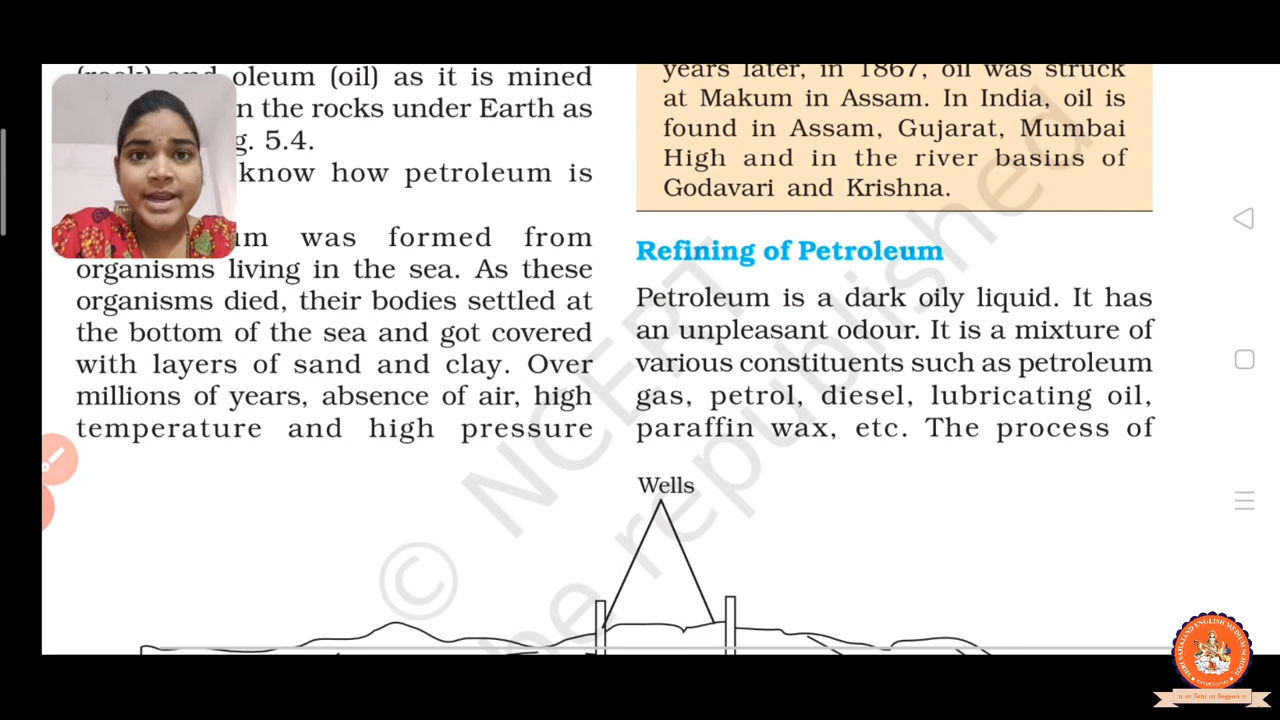 (rock) and oleum (oil) as it is mined
n the rocks under Earth as
g. 5.4.
know how petroleum is
um was formed from
organisms living in the sea. As these
organisms died, their bodies settled at
the bottom of the sea and got covered
with layers of sand and clay. Over
millions of years, absence of air, high
temperature and high pressure
years later, in 1867, oil was struck
at Makum in Assam. In India, oil is
found in Assam, Gujarat, Mumbai
High and in the river basins of
Godavari and Krishna.
Refining of Petroleum
Petroleum is a dark oily liquid. It has
an unpleasant odour. It is a mixture of
various constituents such as petroleum
gas, petrol, diesel, lubricating oil,
paraffin wax, etc. The process of
Wells
© NCERT
be republished